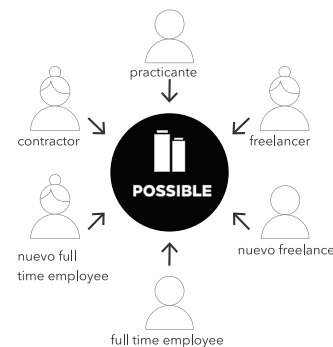 practicante
contractor
freelancer
POSSIBLE
nuevo full
time employee
nuevo freelance
full time employee